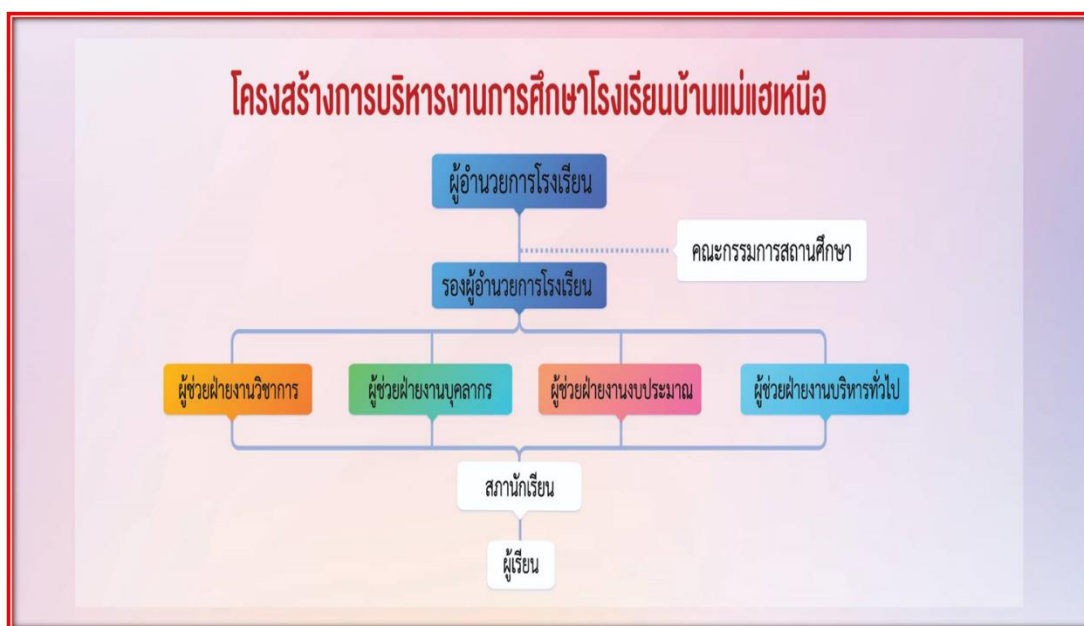 โครงสร้างการบริหารงานการศึกษาโรงเรียนบ้านแม่แฮเหนือ
ผู้อำนวยการโรงเรียน
คณะกรรมการสถานศึกษา
รองผู้อำนวยการโรงเรียน
ผู้ช่วยฝ่ายงานวิชาการ
ผู้ช่วยฝ่ายงานบุคลากร
ผู้ช่วยฝ่ายงานงบประมาณ
ผู้ช่วยฝ่ายงานบริหารทั่วไป
สภานักเรียน
ผู้เรียน